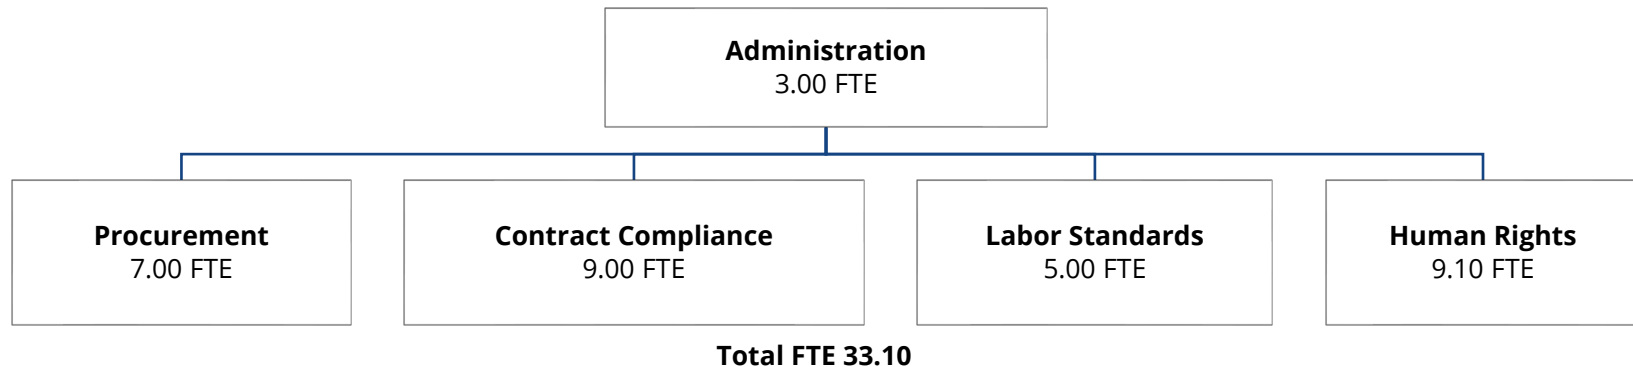 Administration
3.00 FTE
Procurement
7.00 FTE
Contract Compliance
9.00 FTE
Labor Standards
5.00 FTE
Human Rights
9.10 FTE
Total FTE 33.10